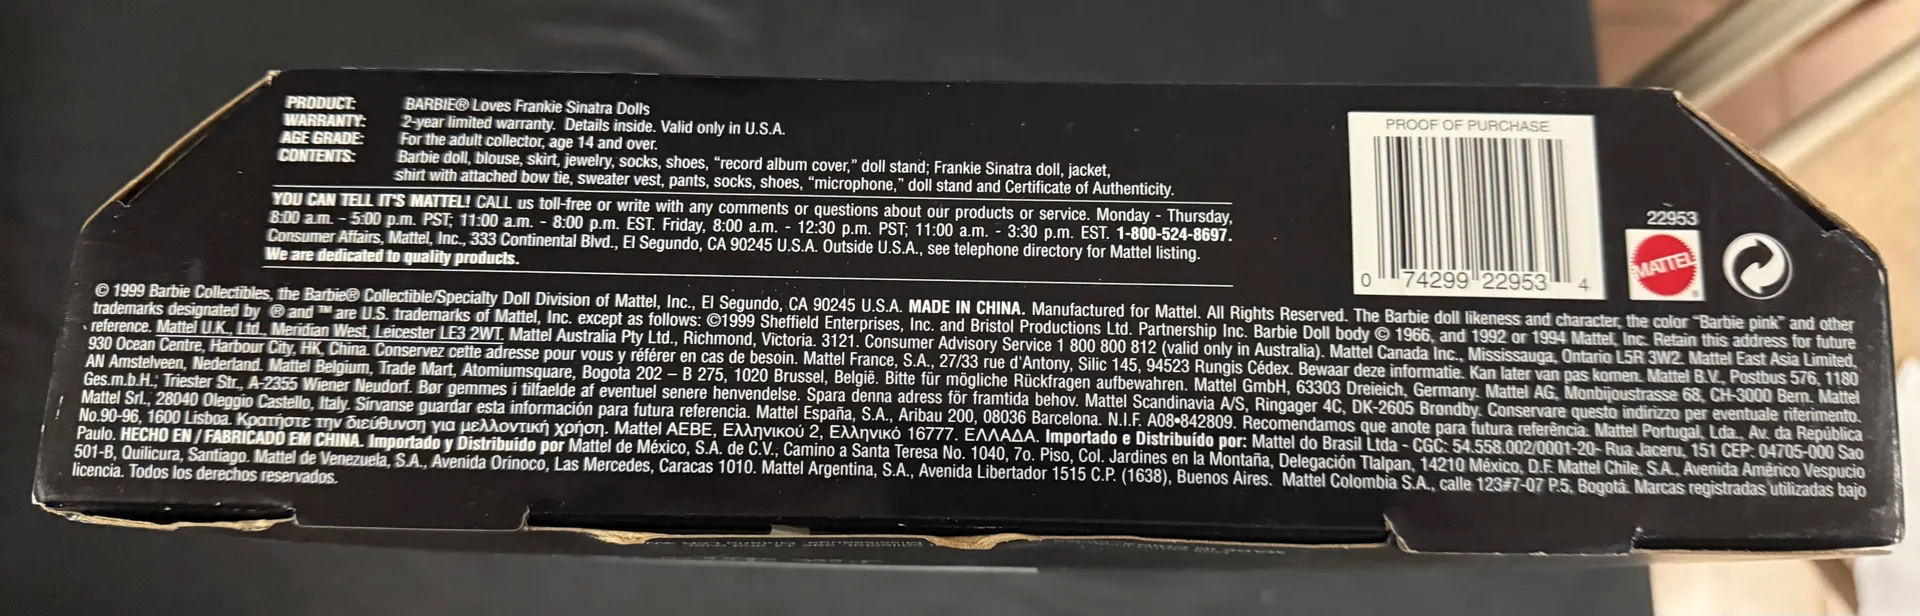 PRODUCT: BARBIE® Loves Frankie Sinatra Dolls
WARRANTY: 2-year limited warranty. Details inside. Valid only in U.S.A.
AGE GRADE: For the adult collector, age 14 and over.
CONTENTS: Barbie doll, blouse, skirt, jewelry, socks, shoes, “record album cover,” doll stand; Frankie Sinatra doll, jacket,
shirt with attached bow tie, sweater vest, pants, socks, shoes, “microphone,” doll stand and Certificate of Authenticity.
YOU CAN TELL IT'S MATTEL! CALL us toll-free or write with any comments or questions about our products or service. Monday - Thursday,
8:00 a.m. – 5:00 p.m. PST; 11:00 a.m. - 8:00 p.m. EST. Friday, 8:00 a.m. - 12:30 p.m. PST; 11:00 a.m. - 3:30 p.m. EST. 1-800-524-8697.
Consumer Affairs, Mattel, Inc., 333 Continental Blvd., El Segundo, CA 90245 U.S.A. Outside U.S.A., see telephone directory for Mattel listing.
We are dedicated to quality products.
PROOF OF PURCHASE
0 74299 22953 4
22953
MATTEL®
© 1999 Barbie Collectibles, the Barbie® Collectible/Specialty Doll Division of Mattel, Inc., El Segundo, CA 90245 U.S.A. MADE IN CHINA. Manufactured for Mattel. All Rights Reserved. The Barbie doll likeness and character, the color “Barbie pink” and other
trademarks designated by ® and ™ are U.S. trademarks of Mattel, Inc. except as follows: ©1999 Sheffield Enterprises, Inc. and Bristol Productions Ltd. Partnership Inc. Barbie Doll body © 1966, and 1992 or 1994 Mattel, Inc. Retain this address for future
reference. Mattel U.K., Ltd., Meridian West, Leicester LE3 2WT. Mattel Australia Pty Ltd., Richmond, Victoria. 3121. Consumer Advisory Service 1 800 800 812 (valid only in Australia). Mattel Canada Inc., Mississauga, Ontario L5R 3W2. Mattel East Asia Limited,
930 Ocean Centre, Harbour City, HK, China. Conservez cette adresse pour vous y référer en cas de besoin. Mattel France, S.A., 27/33 rue d'Antony, Silic 145, 94523 Rungis Cédex. Bewaar deze informatie. Kan later van pas komen. Mattel B.V., Postbus 576, 1180
AN Amstelveen, Nederland. Mattel Belgium, Trade Mart, Atomiumsquare, Bogota 202 – B 275, 1020 Brussel, België. Bitte für mögliche Rückfragen aufbewahren. Mattel GmbH, 63303 Dreieich, Germany. Mattel AG, Monbijoustrasse 68, CH-3000 Bern. Mattel
Ges.m.b.H., Triester Str., A-2355 Wiener Neudorf. Bør gemmes i tilfaelde af eventuel senere henvendelse. Spara denna adress för framtida behov. Mattel Scandinavia A/S, Ringager 4C, DK-2605 Brøndby. Conservare questo indirizzo per eventuale riferimento.
Mattel Srl., 28040 Oleggio Castello, Italy. Sirvanse guardar esta información para futura referencia. Mattel España, S.A., Aribau 200, 08036 Barcelona. N.I.F. A08•842809. Recomendamos que anote para futura referência. Mattel Portugal, Lda., Av. da República
No.90-96, 1600 Lisboa. Κρατήστε την διεύθυνση για μελλοντική χρήση. Mattel AEBE, Ελληνικού 2, Ελληνικό 16777. ΕΛΛΑΔΑ. Importado e Distribuído por: Mattel do Brasil Ltda - CGC: 54.558.002/0001-20- Rua Jaceru, 151 CEP: 04705-000 Sao
Paulo. HECHO EN / FABRICADO EM CHINA. Importado y Distribuido por Mattel de México, S.A. de C.V., Camino a Santa Teresa No. 1040, 7o. Piso, Col. Jardines en la Montaña, Delegación Tlalpan, 14210 México, D.F. Mattel Chile, S.A., Avenida Américo Vespucio
501-B, Quilicura, Santiago. Mattel de Venezuela, S.A., Avenida Orinoco, Las Mercedes, Caracas 1010. Mattel Argentina, S.A., Avenida Libertador 1515 C.P. (1638), Buenos Aires. Mattel Colombia S.A., calle 123#7-07 P.5, Bogotá. Marcas registradas utilizadas bajo
licencia. Todos los derechos reservados.